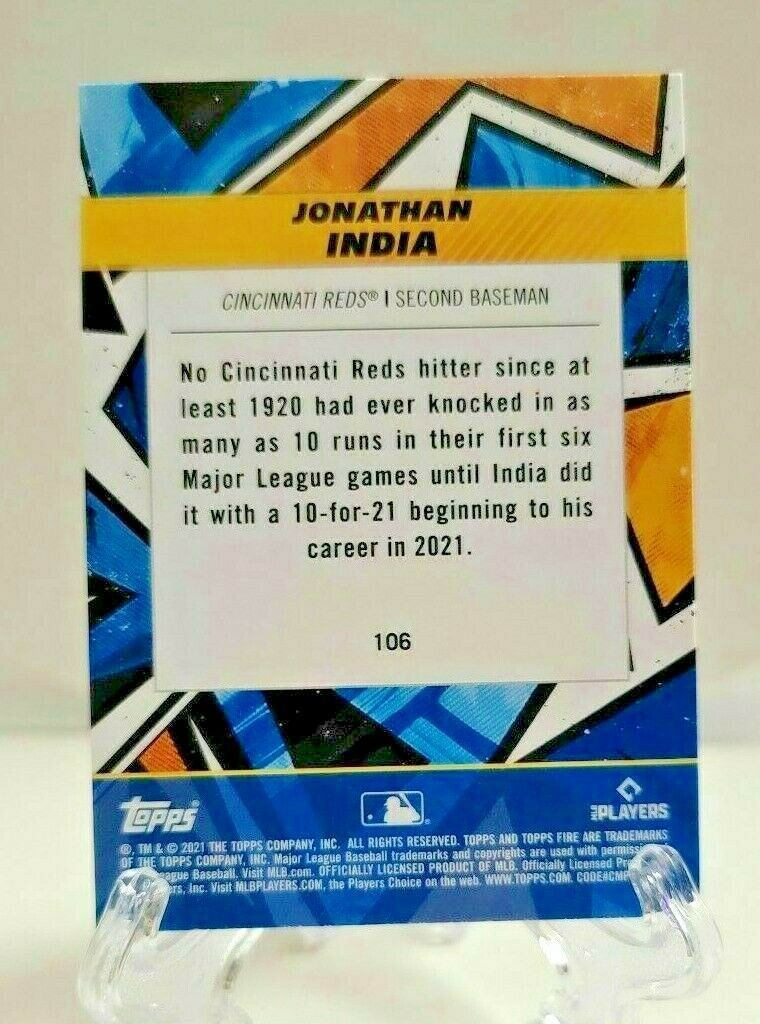 JONATHAN
INDIA
CINCINNATI REDS® | SECOND BASEMAN
No Cincinnati Reds hitter since at
least 1920 had ever knocked in as
many as 10 runs in their first six
Major League games until India did
it with a 10-for-21 beginning to his
career in 2021.
106
Topps
PLAYERS
®, TM & © 2021 THE TOPPS COMPANY, INC. ALL RIGHTS RESERVED. TOPPS AND TOPPS FIRE ARE TRADEMARKS
OF THE TOPPS COMPANY, INC. Major League Baseball trademarks and copyrights are used with
League Baseball. Visit MLB.com. OFFICIALLY LICENSED PRODUCT OF MLB. Officially Licensed
Inc. Visit MLBPLAYERS.COM, the Players Choice on the web. WWW.TOPPS.COM.